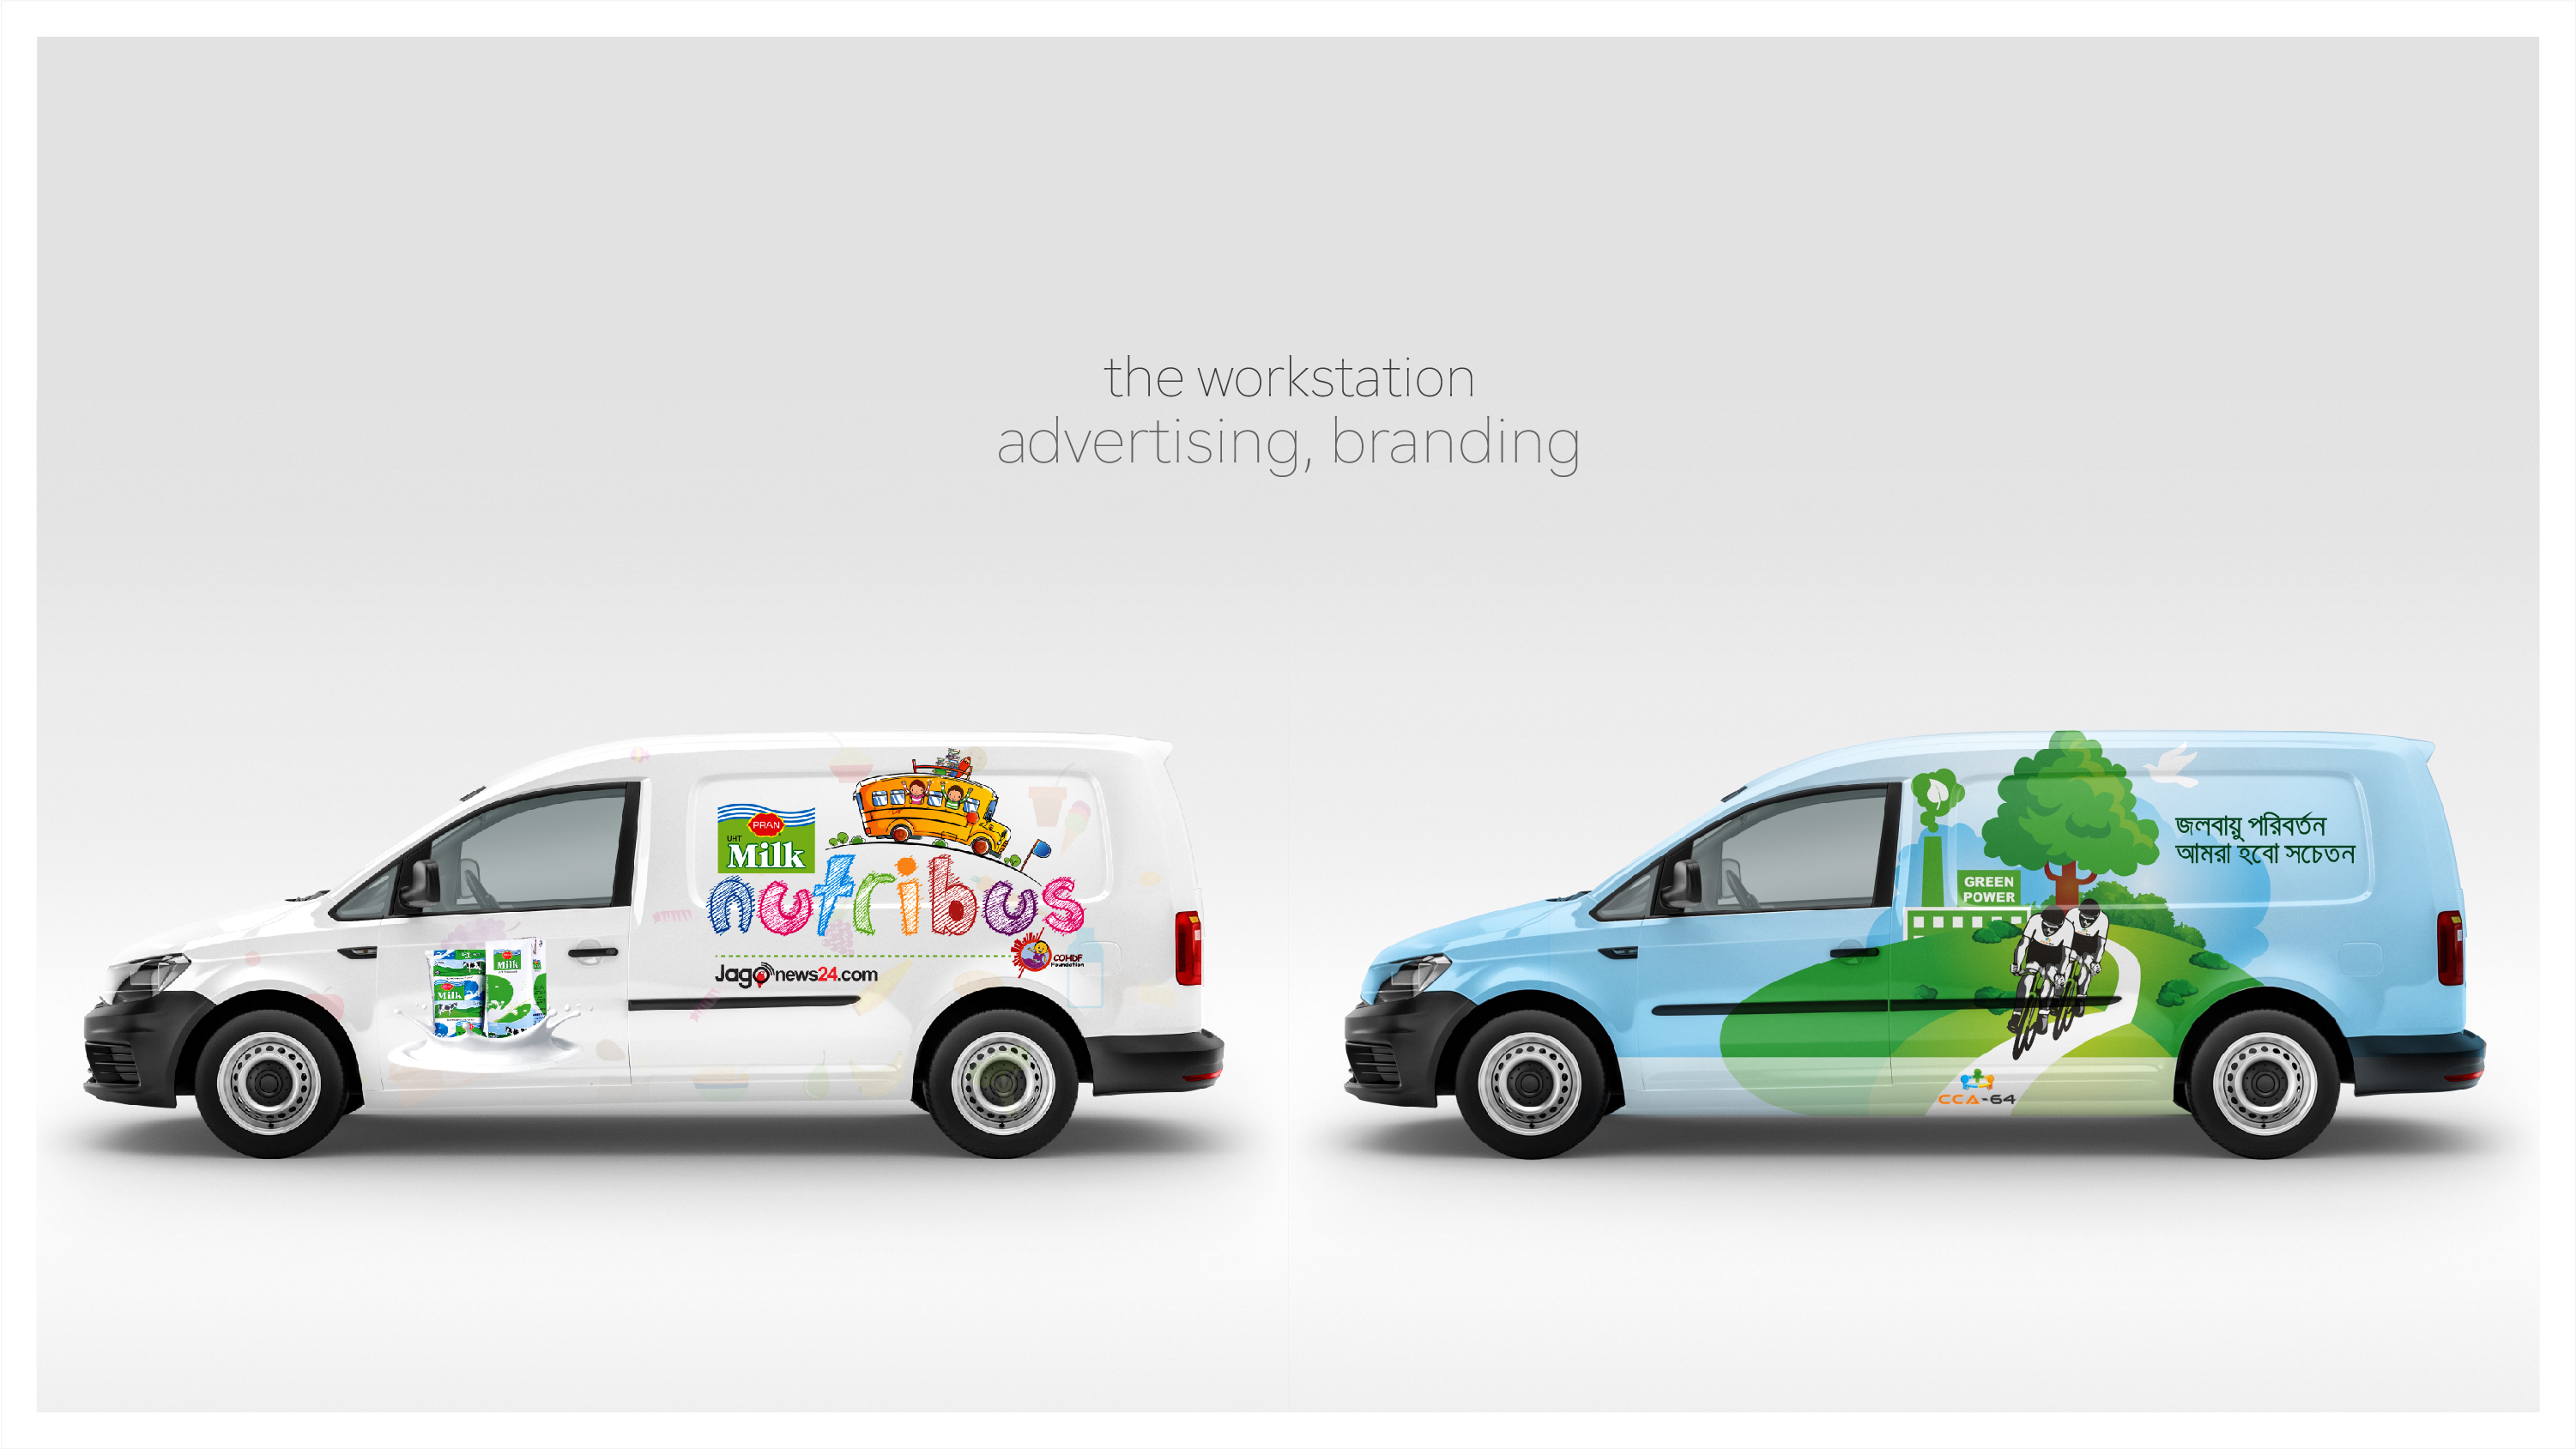 the workstation
advertising, branding
PRAN
UHT
Milk
nutribus
Jagonews24.com
COHDF
Foundation
Milk
Milk
জলবায়ু পরিবর্তন
আমরা হবো সচেতন
GREEN
POWER
CCA-64